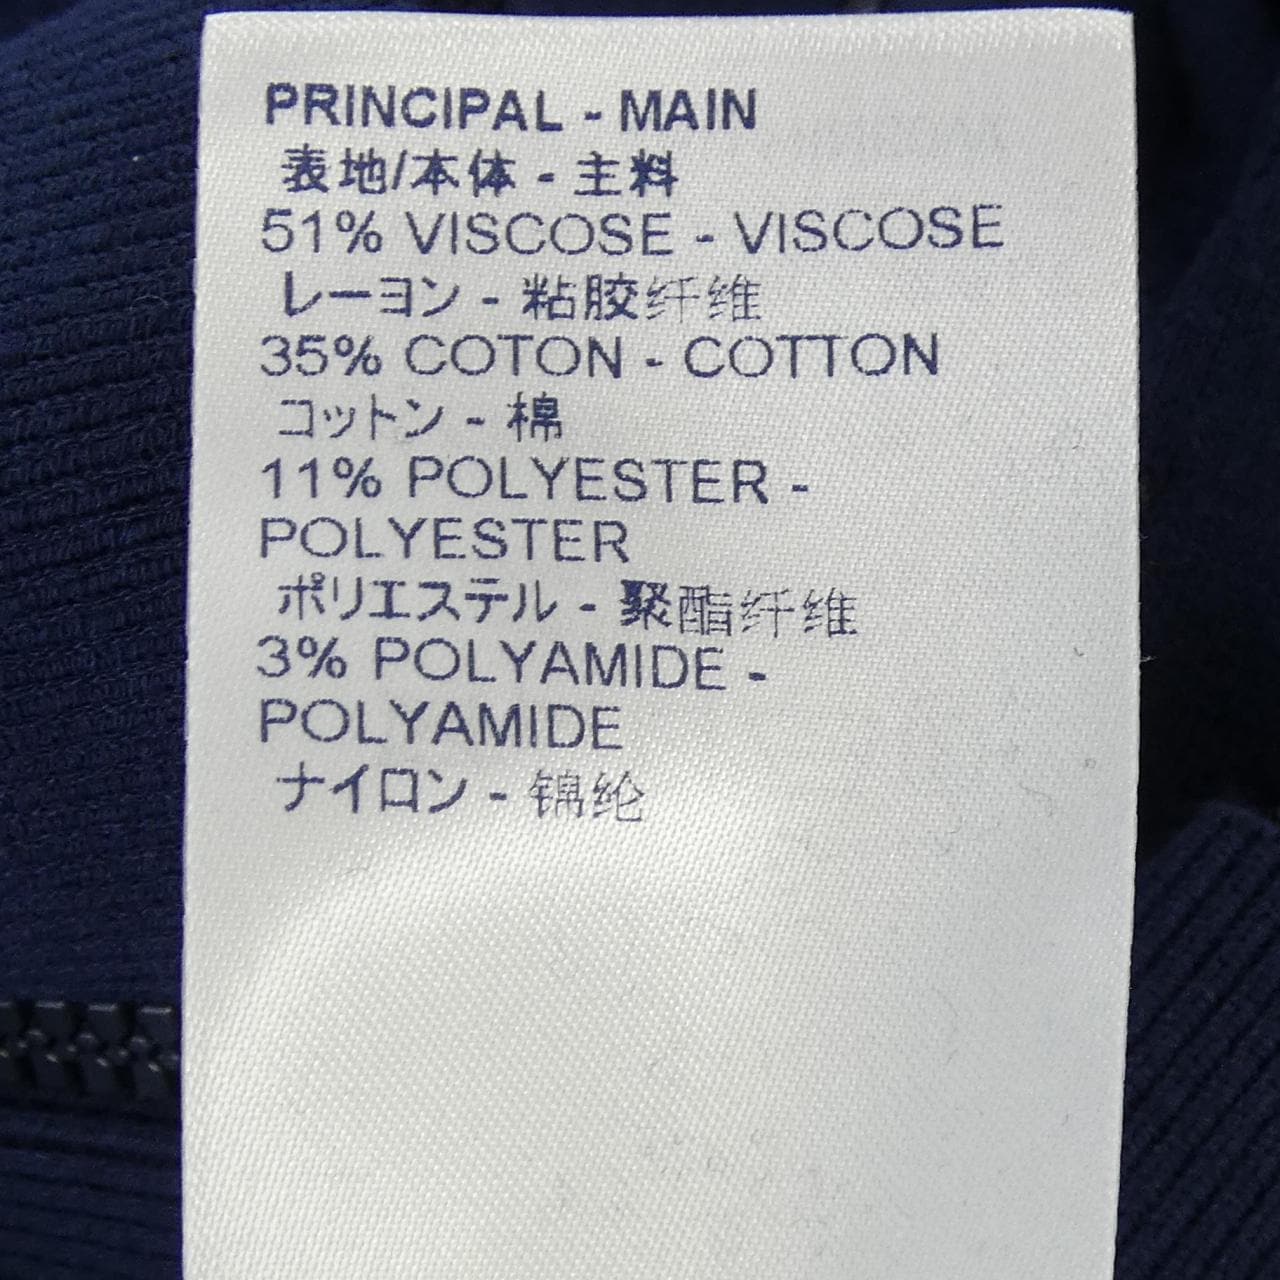 PRINCIPAL - MAIN
表地/本体 - 主料
51% VISCOSE - VISCOSE
レーヨン - 粘胶纤维
35% COTON - COTTON
コットン - 棉
11% POLYESTER -
POLYESTER
ポリエステル - 聚酯纤维
3% POLYAMIDE -
POLYAMIDE
ナイロン - 锦纶